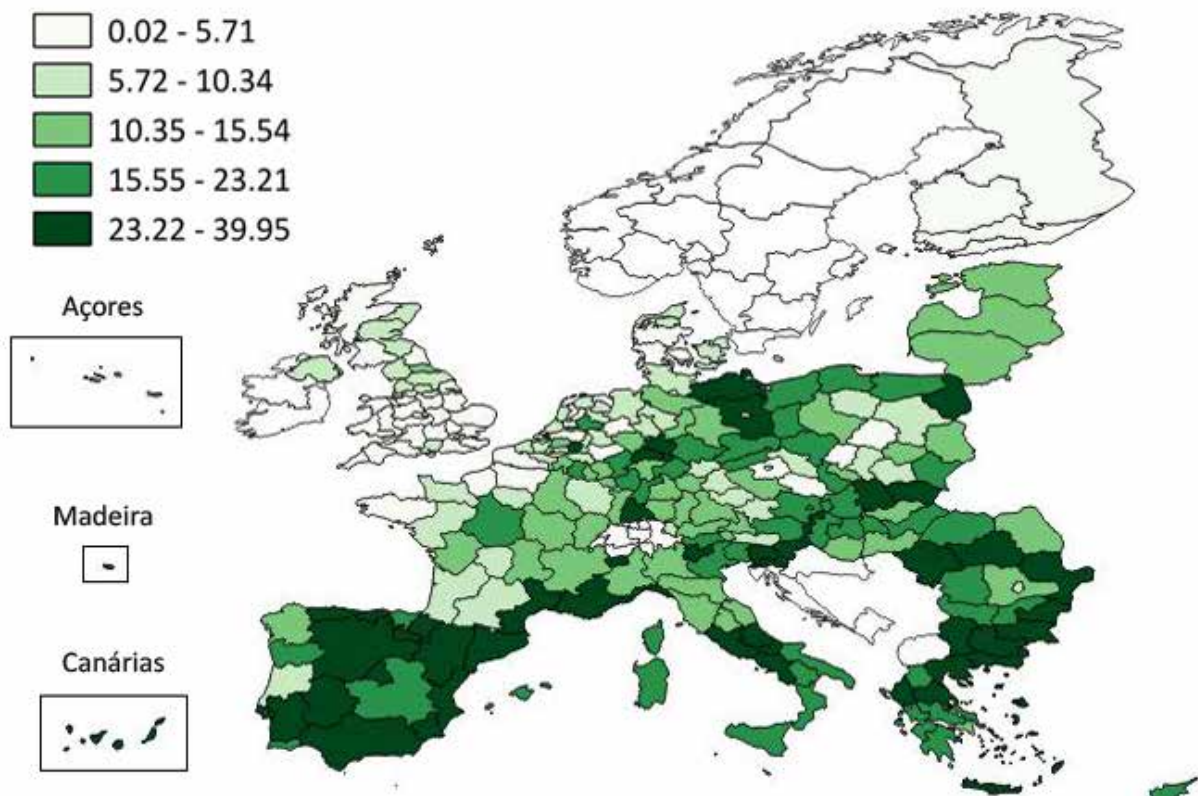 0.02 - 5.71
5.72 - 10.34
10.35 - 15.54
15.55 - 23.21
23.22 - 39.95
Açores
Madeira
Canárias